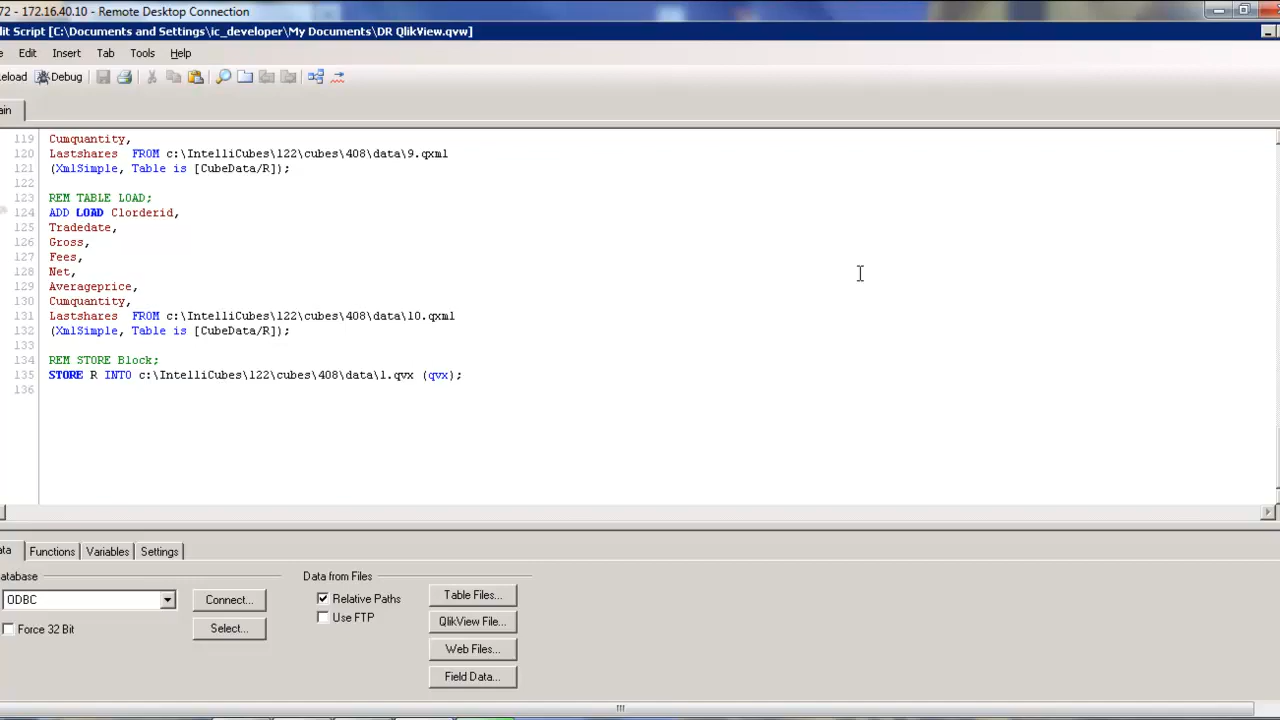 72 - 172.16.40.10 - Remote Desktop Connection
dit Script [C:\Documents and Settings\ic_developer\My Documents\DR QlikView.qvw]
e Edit Insert Tab Tools Help
Reload Debug
ain
119 Cumquantity,
120 Lastshares FROM c:\IntelliCubes\122\cubes\408\data\9.qxml
121 (XmlSimple, Table is [CubeData/R]);
122
123 REM TABLE LOAD;
124 ADD LOAD Clorderid,
125 Tradedate,
126 Gross,
127 Fees,
128 Net,
129 Averageprice,
130 Cumquantity,
131 Lastshares FROM c:\IntelliCubes\122\cubes\408\data\10.qxml
132 (XmlSimple, Table is [CubeData/R]);
133
134 REM STORE Block;
135 STORE R INTO c:\IntelliCubes\122\cubes\408\data\1.qvx (qvx);
136
ata Functions Variables Settings
atabase Data from Files
ODBC Connect... Relative Paths Table Files...
Use FTP QlikView File...
Force 32 Bit Select...
Web Files...
Field Data...